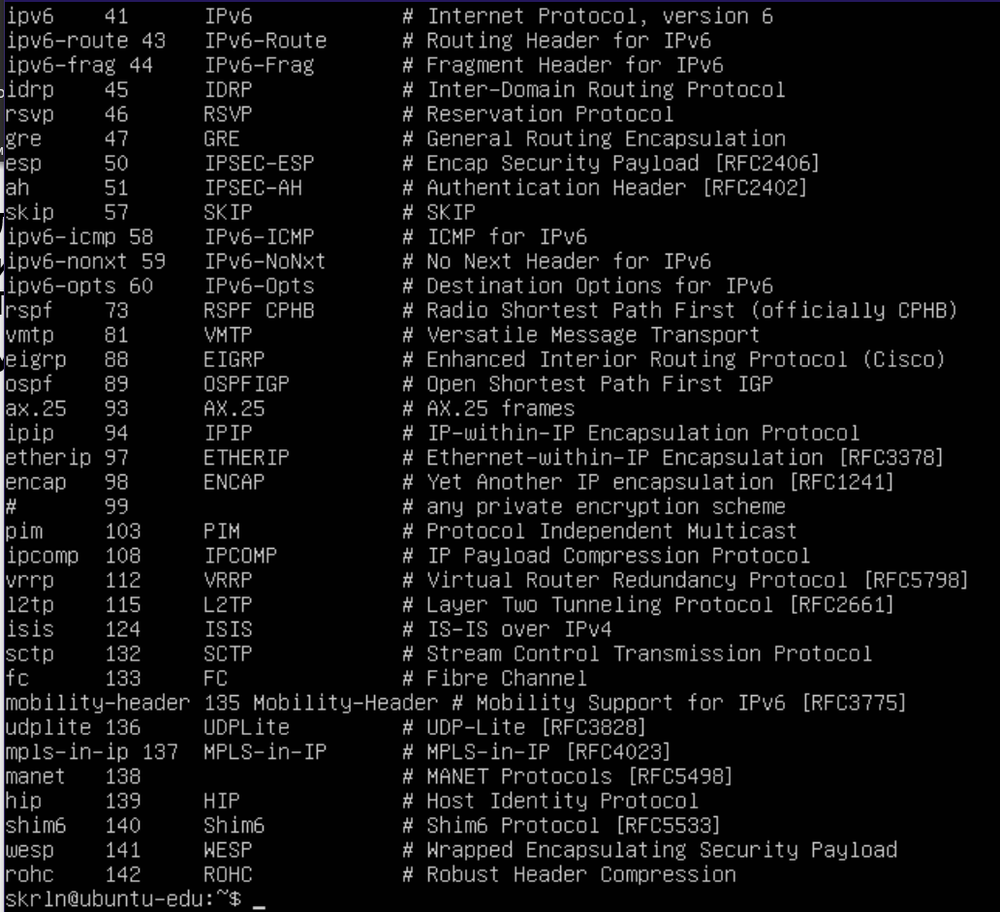 ipv6 41 IPv6 # Internet Protocol, version 6
ipv6-route 43 IPv6-Route # Routing Header for IPv6
ipv6-frag 44 IPv6-Frag # Fragment Header for IPv6
idrp 45 IDRP # Inter-Domain Routing Protocol
rsvp 46 RSVP # Reservation Protocol
gre 47 GRE # General Routing Encapsulation
esp 50 IPSEC-ESP # Encap Security Payload [RFC2406]
ah 51 IPSEC-AH # Authentication Header [RFC2402]
skip 57 SKIP # SKIP
ipv6-icmp 58 IPv6-ICMP # ICMP for IPv6
ipv6-nonxt 59 IPv6-NoNxt # No Next Header for IPv6
ipv6-opts 60 IPv6-Opts # Destination Options for IPv6
rspf 73 RSPF CPHB # Radio Shortest Path First (officially CPHB)
vmtp 81 VMTP # Versatile Message Transport
eigrp 88 EIGRP # Enhanced Interior Routing Protocol (Cisco)
ospf 89 OSPFIGP # Open Shortest Path First IGP
ax.25 93 AX.25 # AX.25 frames
ipip 94 IPIP # IP-within-IP Encapsulation Protocol
etherip 97 ETHERIP # Ethernet-within-IP Encapsulation [RFC3378]
encap 98 ENCAP # Yet Another IP encapsulation [RFC1241]
# 99 # any private encryption scheme
pim 103 PIM # Protocol Independent Multicast
ipcomp 108 IPCOMP # IP Payload Compression Protocol
vrrp 112 VRRP # Virtual Router Redundancy Protocol [RFC5798]
l2tp 115 L2TP # Layer Two Tunneling Protocol [RFC2661]
isis 124 ISIS # IS-IS over IPv4
sctp 132 SCTP # Stream Control Transmission Protocol
fc 133 FC # Fibre Channel
mobility-header 135 Mobility-Header # Mobility Support for IPv6 [RFC3775]
udplite 136 UDPLite # UDP-Lite [RFC3828]
mpls-in-ip 137 MPLS-in-IP # MPLS-in-IP [RFC4023]
manet 138 # MANET Protocols [RFC5498]
hip 139 HIP # Host Identity Protocol
shim6 140 Shim6 # Shim6 Protocol [RFC5533]
wesp 141 WESP # Wrapped Encapsulating Security Payload
rohc 142 ROHC # Robust Header Compression
skrln@ubuntu-edu:~$ _